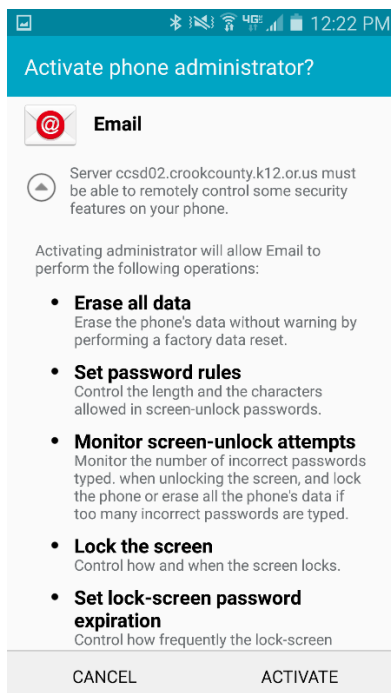 4GE 12:22 PM
Activate phone administrator?
@ Email
Server ccsd02.crookcounty.k12.or.us must
be able to remotely control some security
features on your phone.
Activating administrator will allow Email to
perform the following operations:
• Erase all data
Erase the phone's data without warning by
performing a factory data reset.
• Set password rules
Control the length and the characters
allowed in screen-unlock passwords.
• Monitor screen-unlock attempts
Monitor the number of incorrect passwords
typed. when unlocking the screen, and lock
the phone or erase all the phone's data if
too many incorrect passwords are typed.
• Lock the screen
Control how and when the screen locks.
• Set lock-screen password
expiration
Control how frequently the lock-screen
CANCEL ACTIVATE